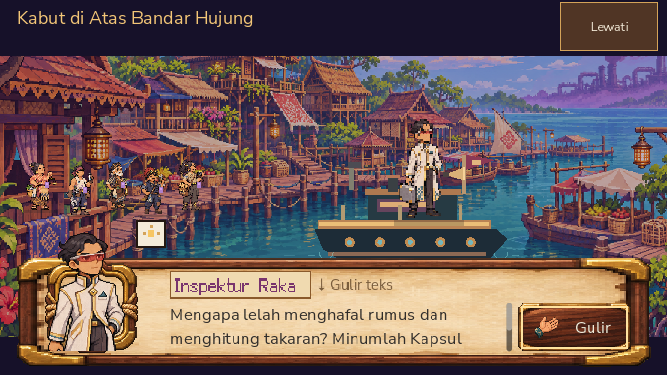 Kabut di Atas Bandar Hujung
Lewati
Inspektur Raka
↓ Gulir teks
Mengapa lelah menghafal rumus dan
menghitung takaran? Minumlah Kapsul
Gulir